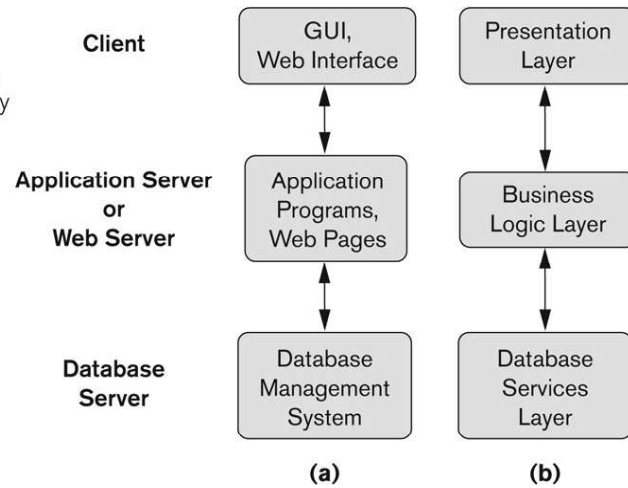 y
Client
GUI,
Web Interface
Presentation
Layer
Application Server
or
Web Server
Application
Programs,
Web Pages
Business
Logic Layer
Database
Server
Database
Management
System
Database
Services
Layer
(a)
(b)